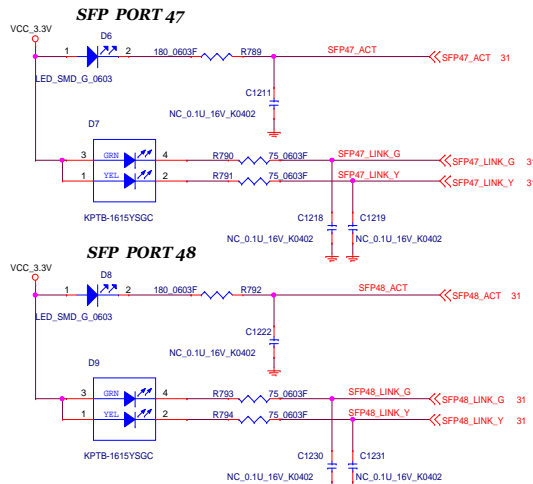 SFP PORT 47
VCC_3.3V
D6
1 2 180_0603F R789 SFP47_ACT SFP47_ACT 31
LED_SMD_G_0603
C1211
NC_0.1U_16V_K0402
D7
3 GRN 4 R790 75_0603F SFP47_LINK_G SFP47_LINK_G 31
1 YEL 2 R791 75_0603F SFP47_LINK_Y SFP47_LINK_Y 31
KPTB-1615YSGC
C1218 C1219
NC_0.1U_16V_K0402 NC_0.1U_16V_K0402
SFP PORT 48
VCC_3.3V
D8
1 2 180_0603F R792 SFP48_ACT SFP48_ACT 31
LED_SMD_G_0603
C1222
NC_0.1U_16V_K0402
D9
3 GRN 4 R793 75_0603F SFP48_LINK_G SFP48_LINK_G 31
1 YEL 2 R794 75_0603F SFP48_LINK_Y SFP48_LINK_Y 31
KPTB-1615YSGC
C1230 C1231
NC_0.1U_16V_K0402 NC_0.1U_16V_K0402